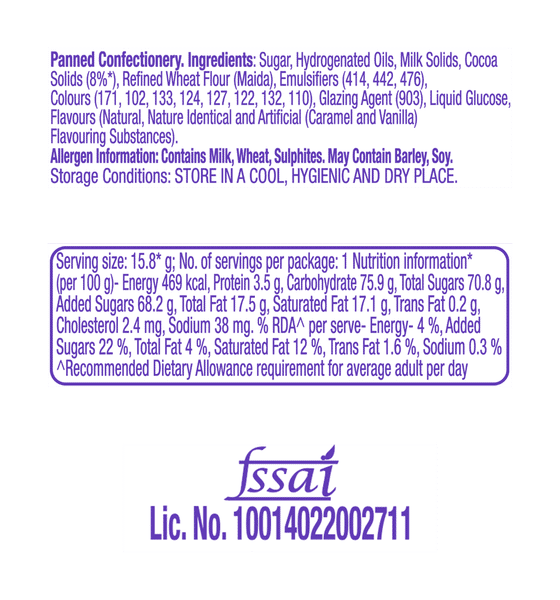 Panned Confectionery. Ingredients: Sugar, Hydrogenated Oils, Milk Solids, Cocoa
Solids (8%*), Refined Wheat Flour (Maida), Emulsifiers (414, 442, 476),
Colours (171, 102, 133, 124, 127, 122, 132, 110), Glazing Agent (903), Liquid Glucose,
Flavours (Natural, Nature Identical and Artificial (Caramel and Vanilla)
Flavouring Substances).
Allergen Information: Contains Milk, Wheat, Sulphites. May Contain Barley, Soy.
Storage Conditions: STORE IN A COOL, HYGIENIC AND DRY PLACE.
Serving size: 15.8* g; No. of servings per package: 1 Nutrition information*
(per 100 g)- Energy 469 kcal, Protein 3.5 g, Carbohydrate 75.9 g, Total Sugars 70.8 g,
Added Sugars 68.2 g, Total Fat 17.5 g, Saturated Fat 17.1 g, Trans Fat 0.2 g,
Cholesterol 2.4 mg, Sodium 38 mg. % RDA^ per serve- Energy- 4 %, Added
Sugars 22 %, Total Fat 4 %, Saturated Fat 12 %, Trans Fat 1.6 %, Sodium 0.3 %
^Recommended Dietary Allowance requirement for average adult per day
fssai
Lic. No. 10014022002711